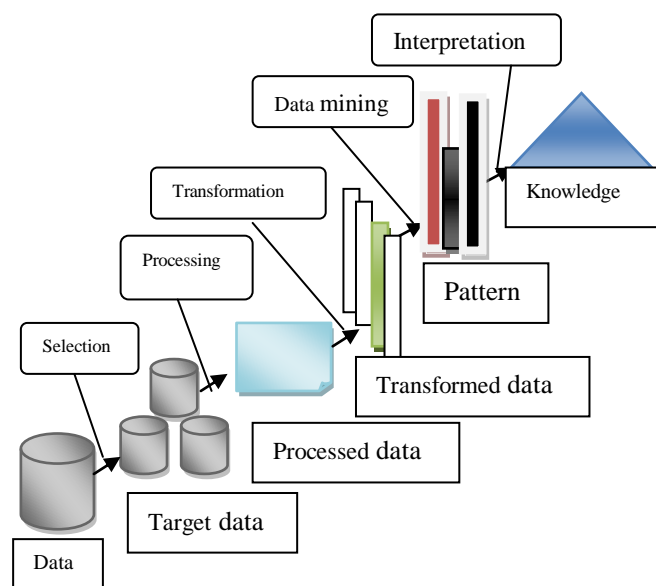 Interpretation
Data mining
Transformation
Knowledge
Processing
Pattern
Selection
Transformed data
Processed data
Target data
Data